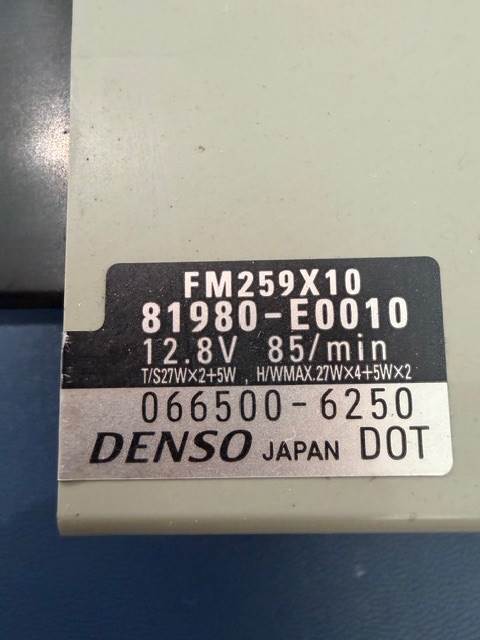 FM259X10
81980-E0010
12.8V 85/min
T/S27W×2+5W , H/WMAX.27W×4+5W×2
066500-6250
DENSO JAPAN DOT